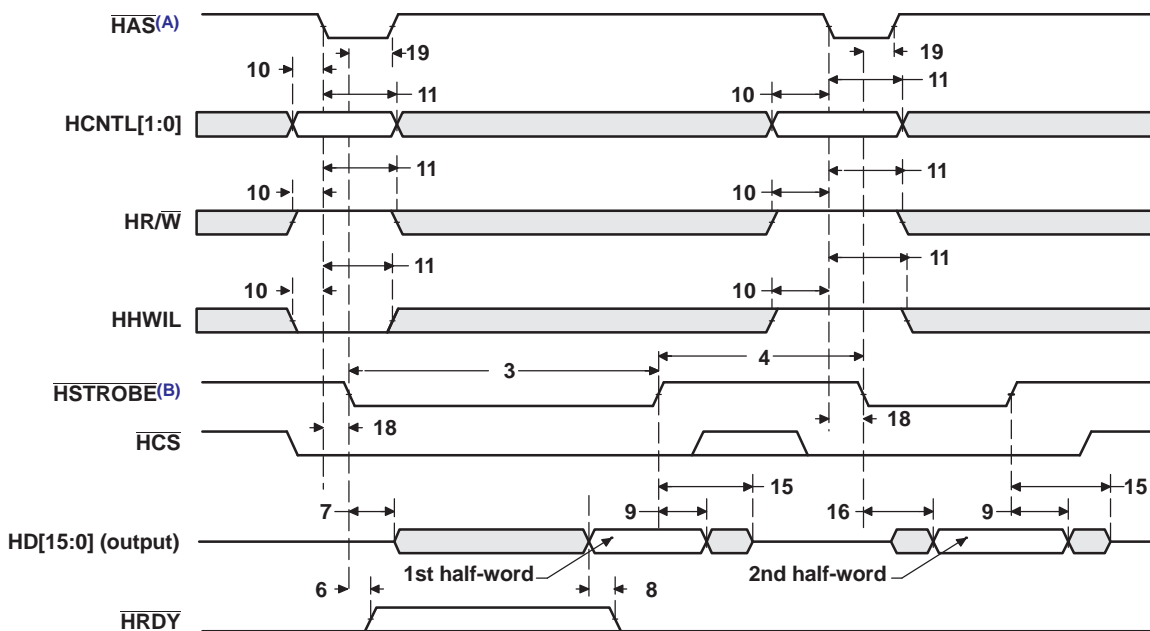 HAS(A)
19
19
10
11
10
11
HCNTL[1:0]
11
11
10
10
HR/W
11
11
10
10
HHWIL
3
4
HSTROBE(B)
18
18
HCS
15
15
7
9
16
9
HD[15:0] (output)
1st half-word
2nd half-word
6
8
HRDY